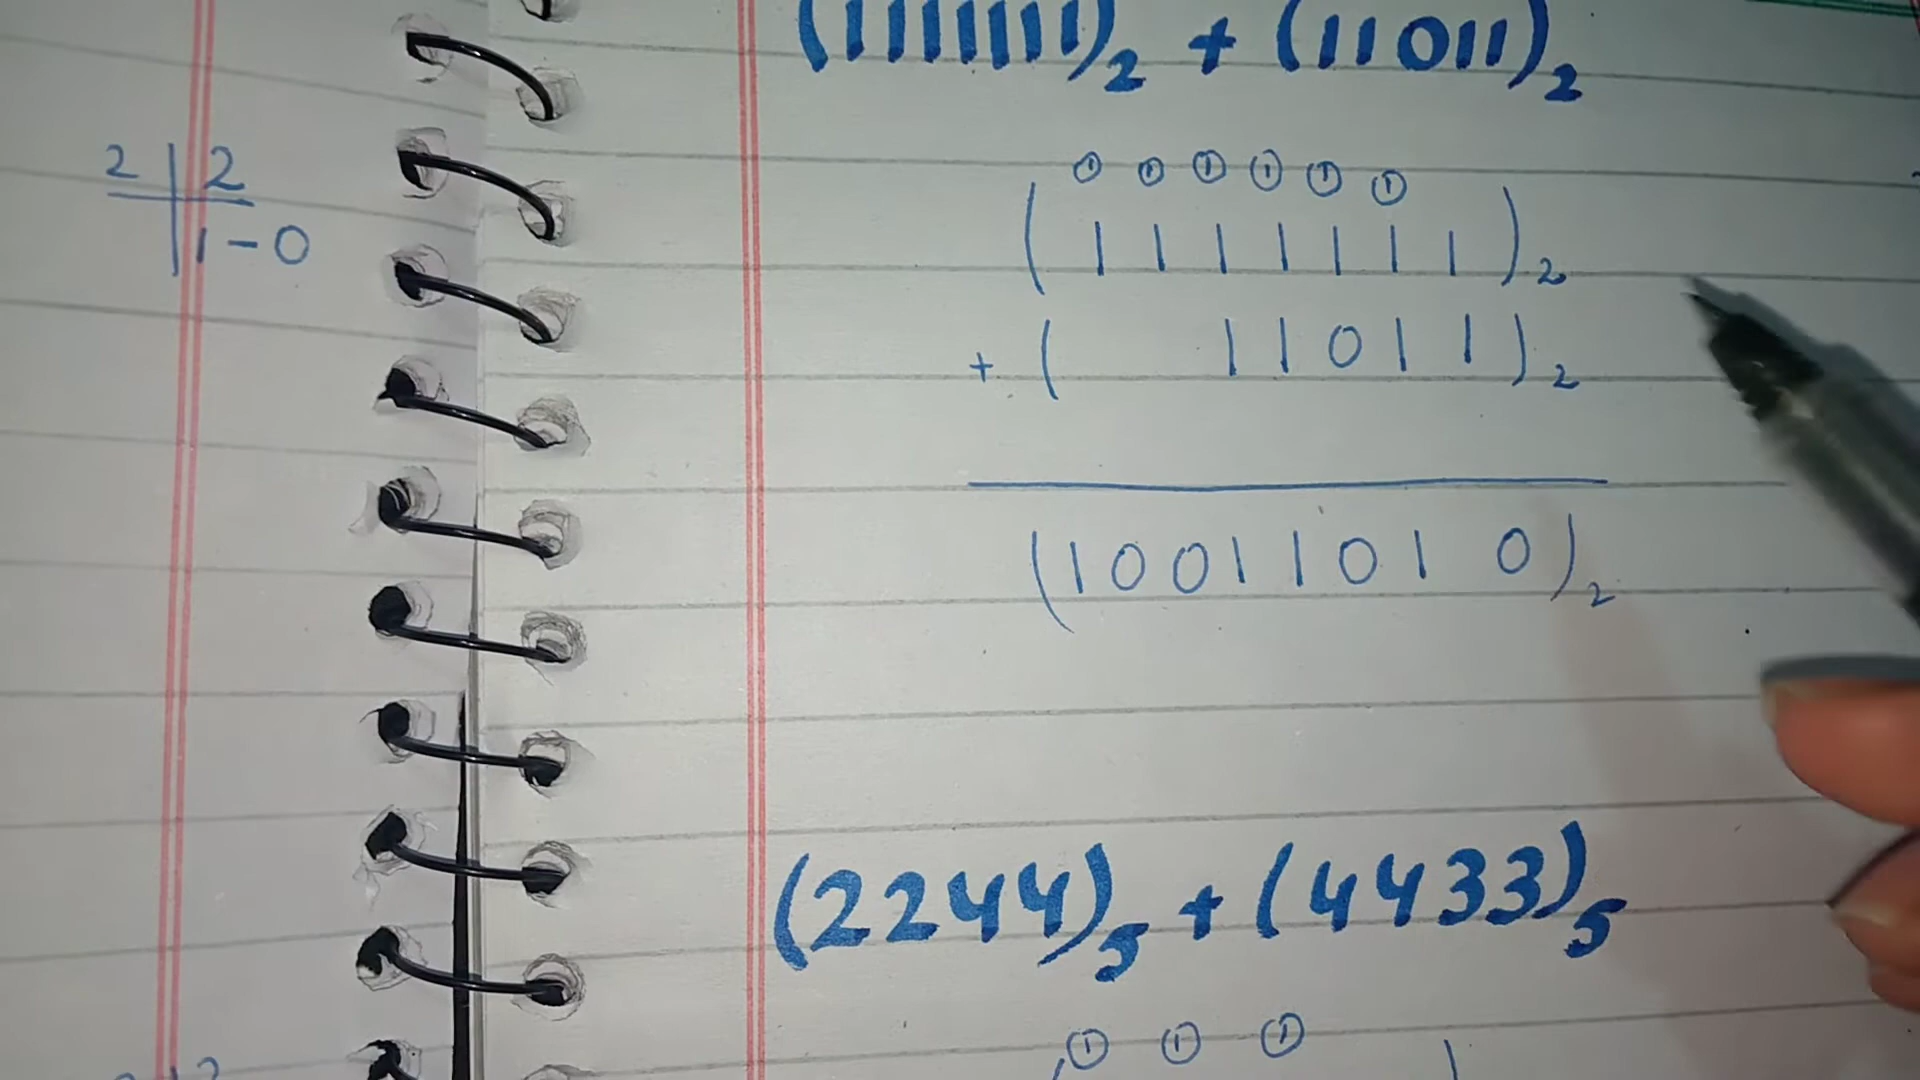 (1111111)₂ + (11011)₂
2 | 2
1 - 0
① ① ① ① ① ①
( 1 1 1 1 1 1 1 )₂
+ ( 1 1 0 1 1 )₂
( 1 0 0 1 1 0 1 0 )₂
(2244)₅ + (4433)₅
① ① ①